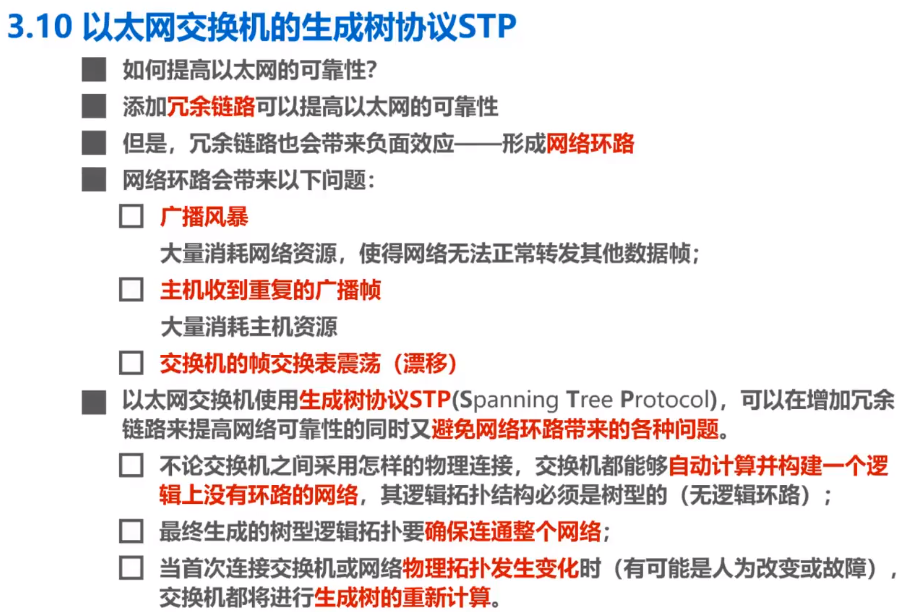 3.10 以太网交换机的生成树协议STP
如何提高以太网的可靠性?
添加冗余链路可以提高以太网的可靠性
但是，冗余链路也会带来负面效应——形成网络环路
网络环路会带来以下问题：
广播风暴
大量消耗网络资源，使得网络无法正常转发其他数据帧；
主机收到重复的广播帧
大量消耗主机资源
交换机的帧交换表震荡（漂移）
以太网交换机使用生成树协议STP(Spanning Tree Protocol)，可以在增加冗余
链路来提高网络可靠性的同时又避免网络环路带来的各种问题。
不论交换机之间采用怎样的物理连接，交换机都能够自动计算并构建一个逻
辑上没有环路的网络，其逻辑拓扑结构必须是树型的（无逻辑环路）；
最终生成的树型逻辑拓扑要确保连通整个网络；
当首次连接交换机或网络物理拓扑发生变化时（有可能是人为改变或故障），
交换机都将进行生成树的重新计算。